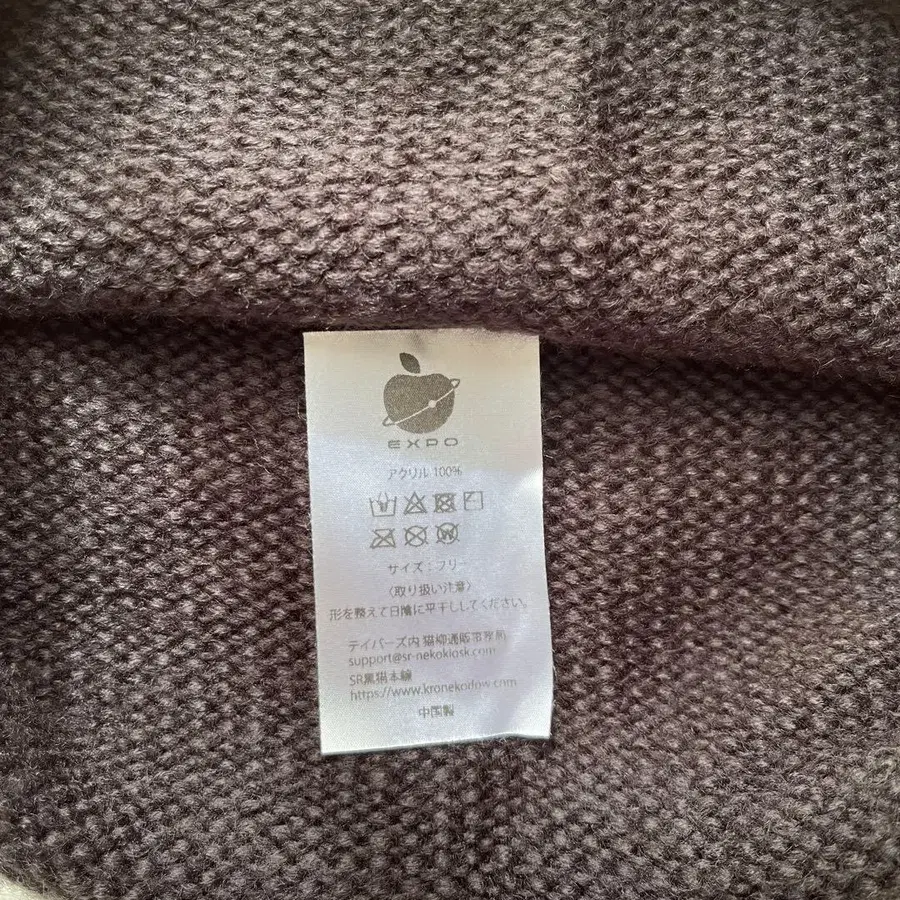 EXPO
アクリル 100%
サイズ：フリー
〈取り扱い注意〉
形を整えて日陰に平干ししてください。
テイパーズ内 猫柳通販事務局
support@sr-nekokiosk.com
SR黒猫本舗
https://www.kronekodow.com
中国製